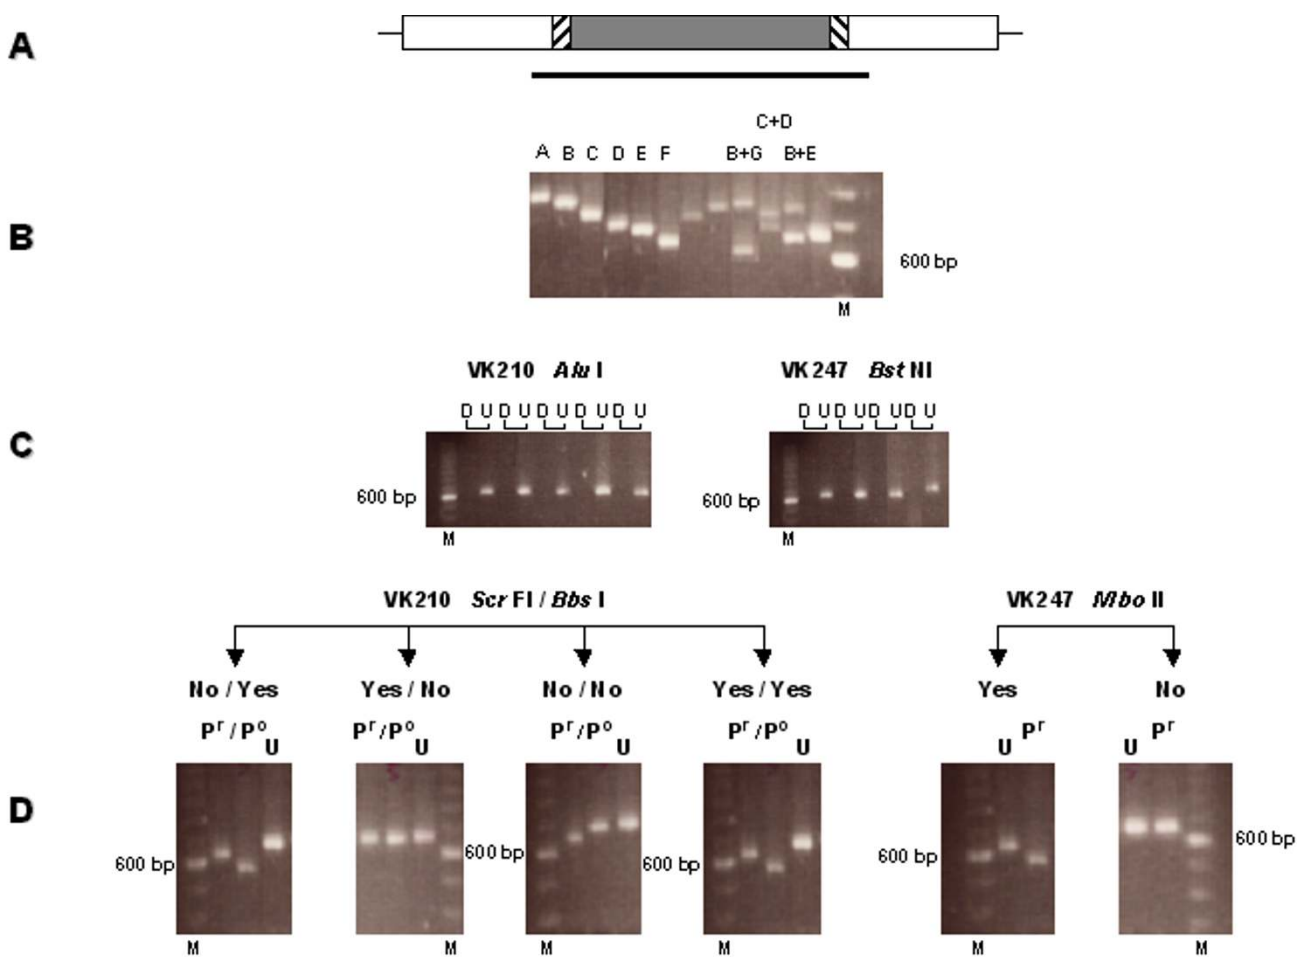 A
C+D
A B C D E F B+G B+E
B
600 bp
M
VK210 Alu I VK247 Bst NI
D U D U D U D U D U D U D U D U D U
C
600 bp 600 bp
M M
VK210 Scr FI / Bbs I VK247 Mbo II
No / Yes Yes / No No / No Yes / Yes Yes No
Pr / Po Pr / Po Pr / Po Pr / Po U Pr U Pr
U U U U
D
600 bp 600 bp 600 bp 600 bp 600 bp
M M M M M M